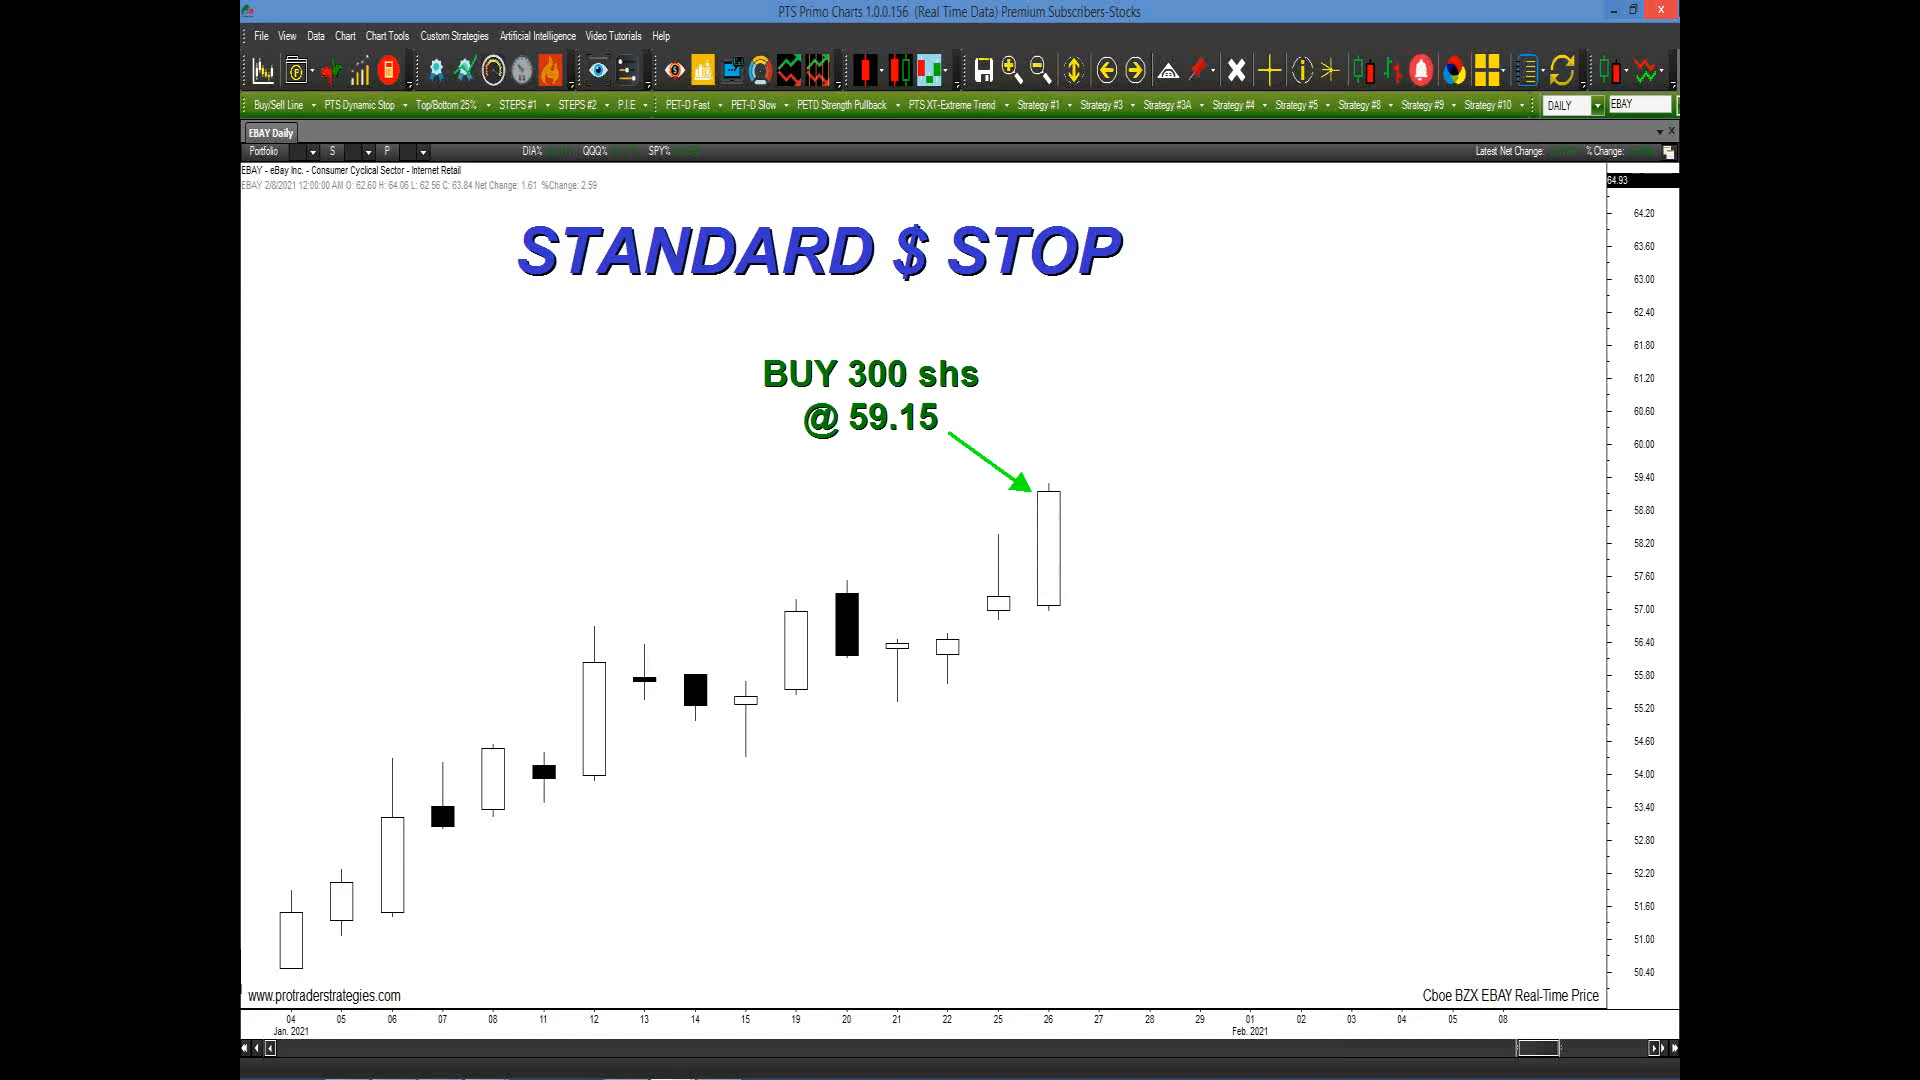 PTS Primo Charts 1.0.0.156 (Real Time Data) Premium Subscribers-Stocks
File View Data Chart Chart Tools Custom Strategies Artificial Intelligence Video Tutorials Help
Buy/Sell Line PTS Dynamic Stop Top/Bottom 25% STEPS #1 STEPS #2 P.I.E PET-D Fast PET-D Slow PETD Strength Pullback PTS XT-Extreme Trend Strategy #1 Strategy #3 Strategy #3A Strategy #4 Strategy #5 Strategy #8 Strategy #9 Strategy #10 DAILY EBAY
EBAY Daily
Portfolio S P DIA% QQQ% SPY% Latest Net Change: % Change:
EBAY - eBay Inc. - Consumer Cyclical Sector - Internet Retail
EBAY 2/8/2021 12:00:00 AM O: 62.60 H: 64.06 L: 62.56 C: 63.84 Net Change: 1.61 %Change: 2.59
64.93
STANDARD $ STOP
BUY 300 shs
@ 59.15
64.20
63.60
63.00
62.40
61.80
61.20
60.60
60.00
59.40
58.80
58.20
57.60
57.00
56.40
55.80
55.20
54.60
54.00
53.40
52.80
52.20
51.60
51.00
50.40
www.protraderstrategies.com
Cboe BZX EBAY Real-Time Price
04 05 06 07 08 11 12 13 14 15 19 20 21 22 25 26 27 28 29 01 02 03 04 05 08
Jan. 2021 Feb. 2021